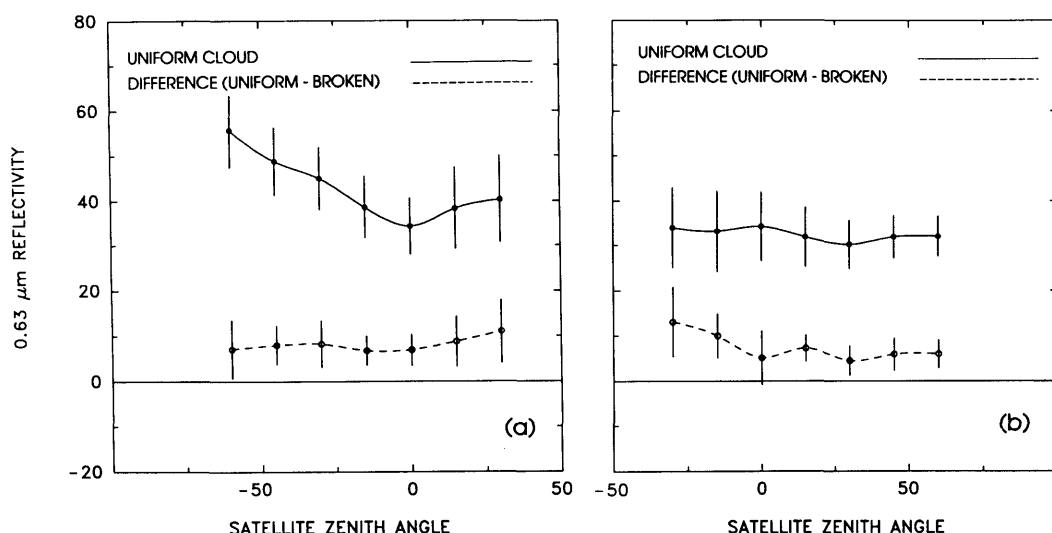 80
60
40
20
0
-20
0.63 μm REFLECTIVITY
UNIFORM CLOUD
DIFFERENCE (UNIFORM - BROKEN)
(a)
-50
0
50
SATELLITE ZENITH ANGLE
UNIFORM CLOUD
DIFFERENCE (UNIFORM - BROKEN)
(b)
-50
0
50
SATELLITE ZENITH ANGLE